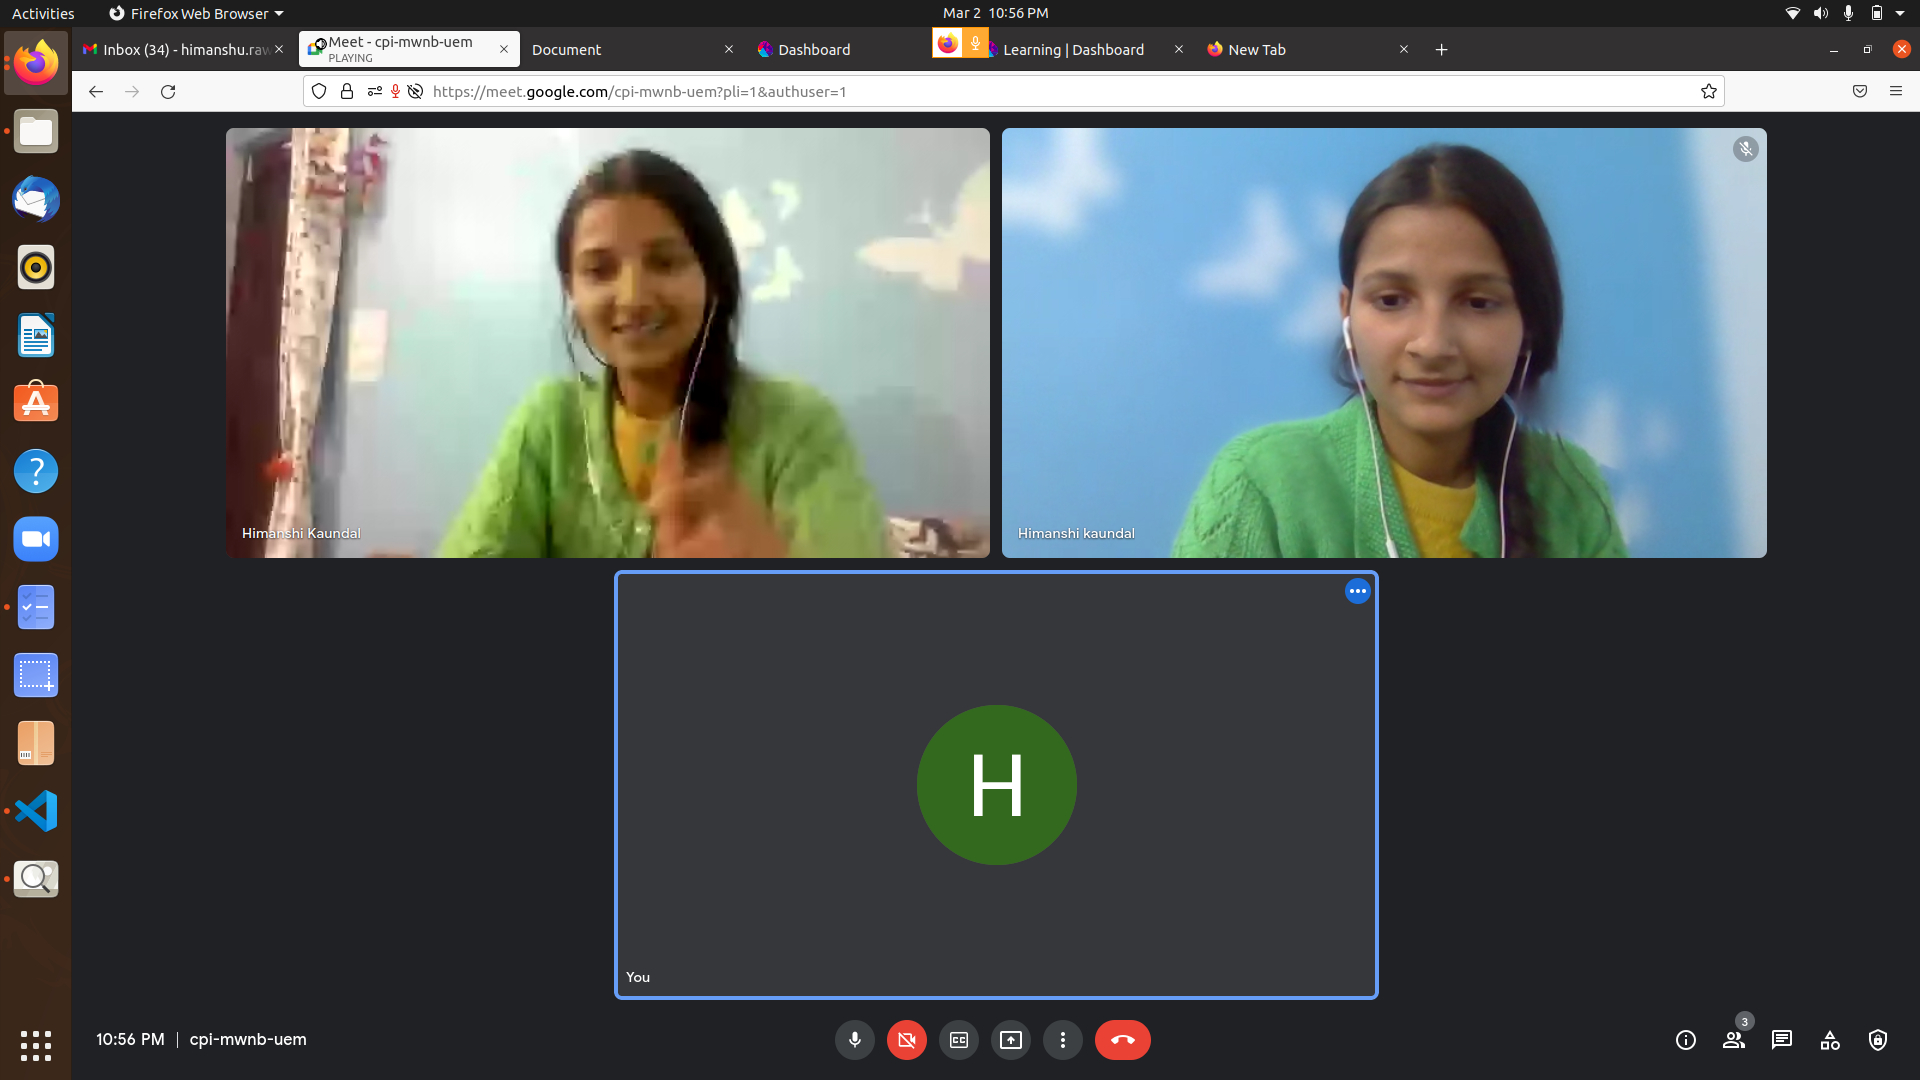 Activities
Firefox Web Browser
Mar 2 10:56 PM
Inbox (34) - himanshu.raw
Meet - cpi-mwnb-uem
PLAYING
Document
Dashboard
Learning | Dashboard
New Tab
https://meet.google.com/cpi-mwnb-uem?pli=1&authuser=1
Himanshi Kaundal
Himanshi kaundal
H
You
10:56 PM | cpi-mwnb-uem
CC
3